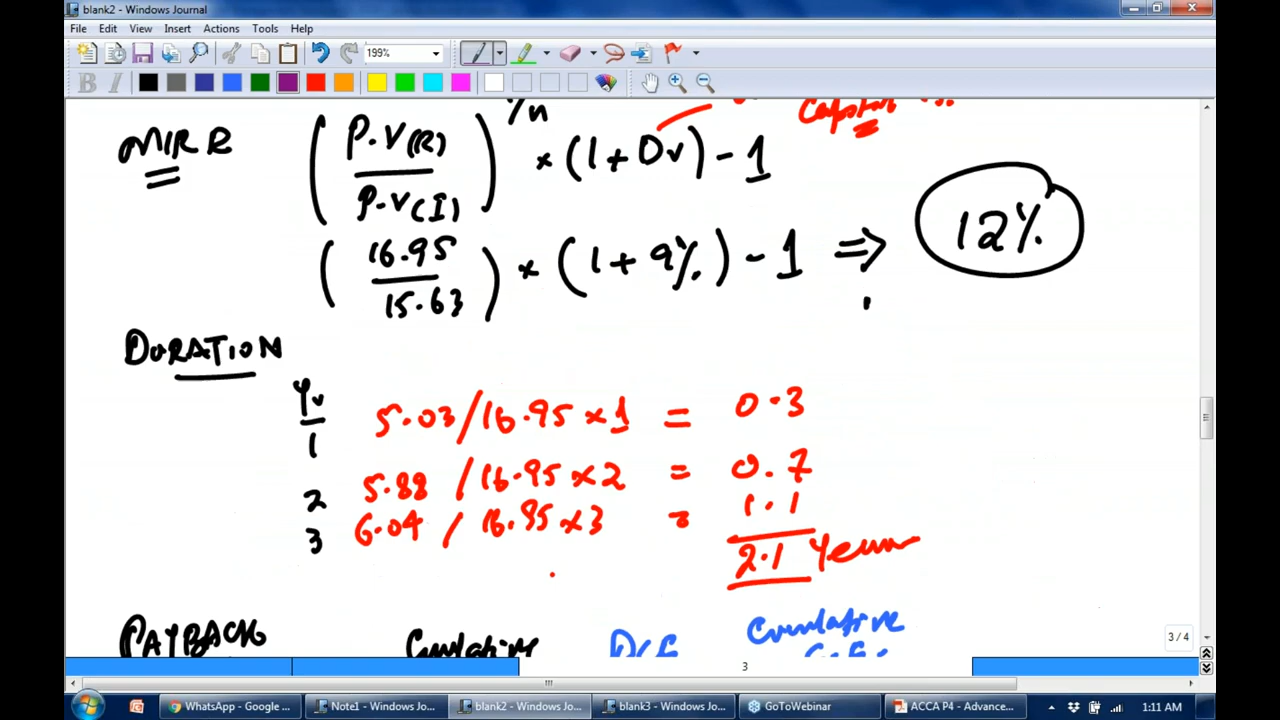 blank2 - Windows Journal
File Edit View Insert Actions Tools Help
199%
B I
1/n
MIRR ( P.V(R) / P.V(I) ) × (1 + Dr) - 1
( 16.95 / 15.63 ) × (1 + 9%) - 1 ⇒ 12%
DURATION
Yr
1 5.03/16.95 × 1 = 0.3
2 5.88 / 16.95 × 2 = 0.7
3 6.04 / 16.95 × 3 = 1.1
2.1 Years
PAYBACK Cumulative DCF Cumulative
3 / 4
3
WhatsApp - Google ... Note1 - Windows Jo... blank2 - Windows Jo... blank3 - Windows Jo... GoToWebinar ACCA P4 - Advance... 1:11 AM